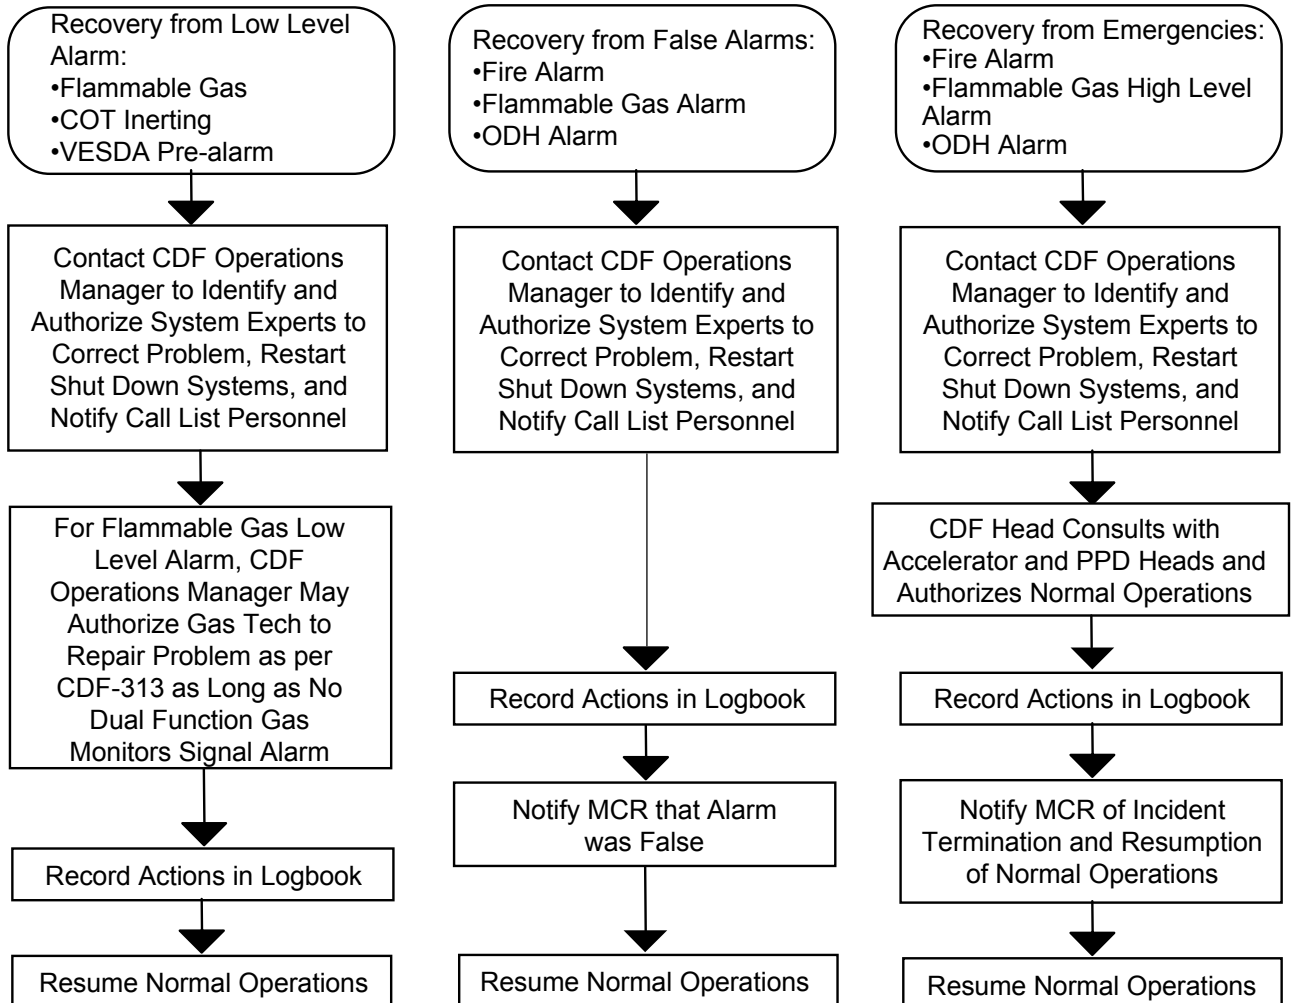 Recovery from Low Level
Alarm:
•Flammable Gas
•COT Inerting
•VESDA Pre-alarm
Contact CDF Operations
Manager to Identify and
Authorize System Experts to
Correct Problem, Restart
Shut Down Systems, and
Notify Call List Personnel
For Flammable Gas Low
Level Alarm, CDF
Operations Manager May
Authorize Gas Tech to
Repair Problem as per
CDF-313 as Long as No
Dual Function Gas
Monitors Signal Alarm
Record Actions in Logbook
Resume Normal Operations
Recovery from False Alarms:
•Fire Alarm
•Flammable Gas Alarm
•ODH Alarm
Contact CDF Operations
Manager to Identify and
Authorize System Experts to
Correct Problem, Restart
Shut Down Systems, and
Notify Call List Personnel
Record Actions in Logbook
Notify MCR that Alarm
was False
Resume Normal Operations
Recovery from Emergencies:
•Fire Alarm
•Flammable Gas High Level
Alarm
•ODH Alarm
Contact CDF Operations
Manager to Identify and
Authorize System Experts to
Correct Problem, Restart
Shut Down Systems, and
Notify Call List Personnel
CDF Head Consults with
Accelerator and PPD Heads and
Authorizes Normal Operations
Record Actions in Logbook
Notify MCR of Incident
Termination and Resumption
of Normal Operations
Resume Normal Operations